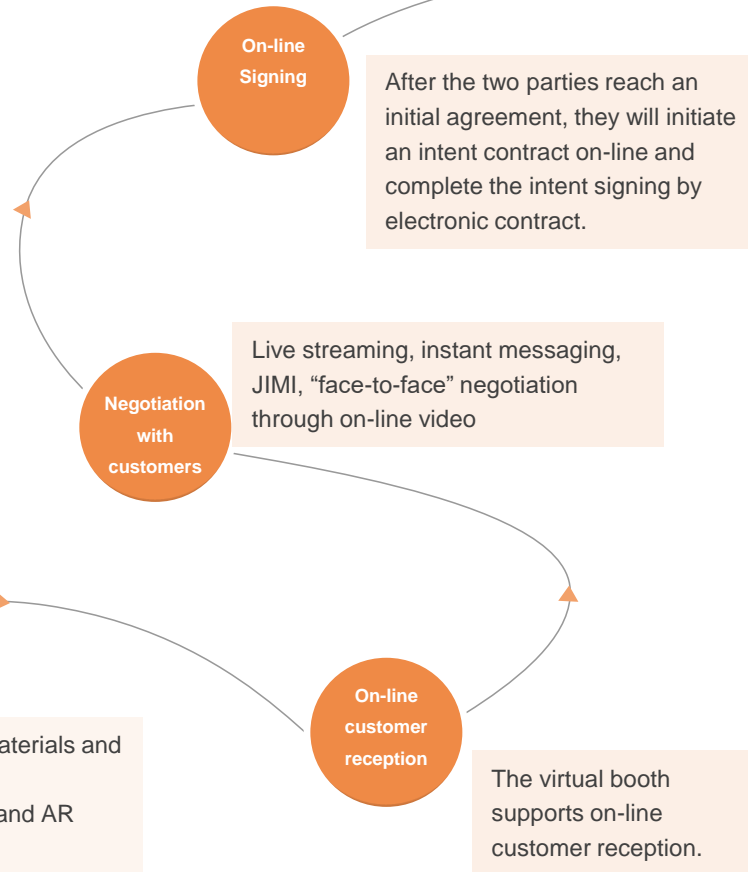 On-line
Signing
After the two parties reach an
initial agreement, they will initiate
an intent contract on-line and
complete the intent signing by
electronic contract.
Live streaming, instant messaging,
JIMI, “face-to-face” negotiation
through on-line video
Negotiation
with
customers
On-line
customer
reception
and
and AR
The virtual booth
supports on-line
customer reception.